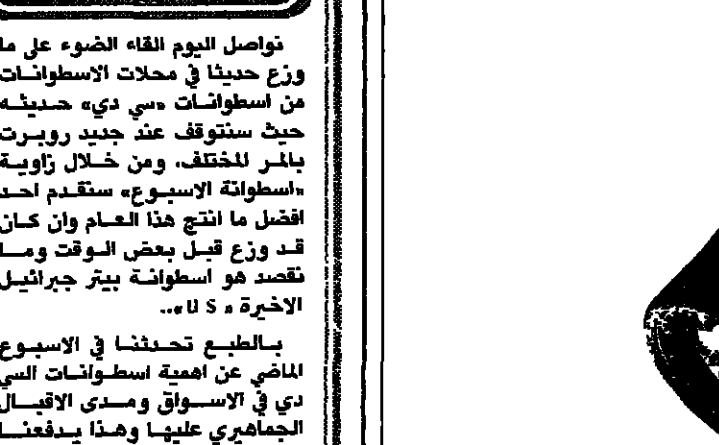 نواصل اليوم القاء الضوء على ما
وزع حديثا في محلات الاسطوانات
من اسطوانات «سي دي» حديثه
حيث سنتوقف عند جديد روبرت
بالمر المختلف، ومن خلال زاوية
«اسطوانة الاسبوع» سنقدم احد
افضل ما انتج هذا العام وان كان
قد وزع قبل بعض الوقت وما
نقصد هو اسطوانة بيتر جبرائيل
الاخيرة « U S »..
بالطبع تحدثنا في الاسبوع
الماضي عن اهمية اسطوانات السي
دي في الاسواق ومدى الاقبال
الجماهيري عليها وهذا يدفعنا